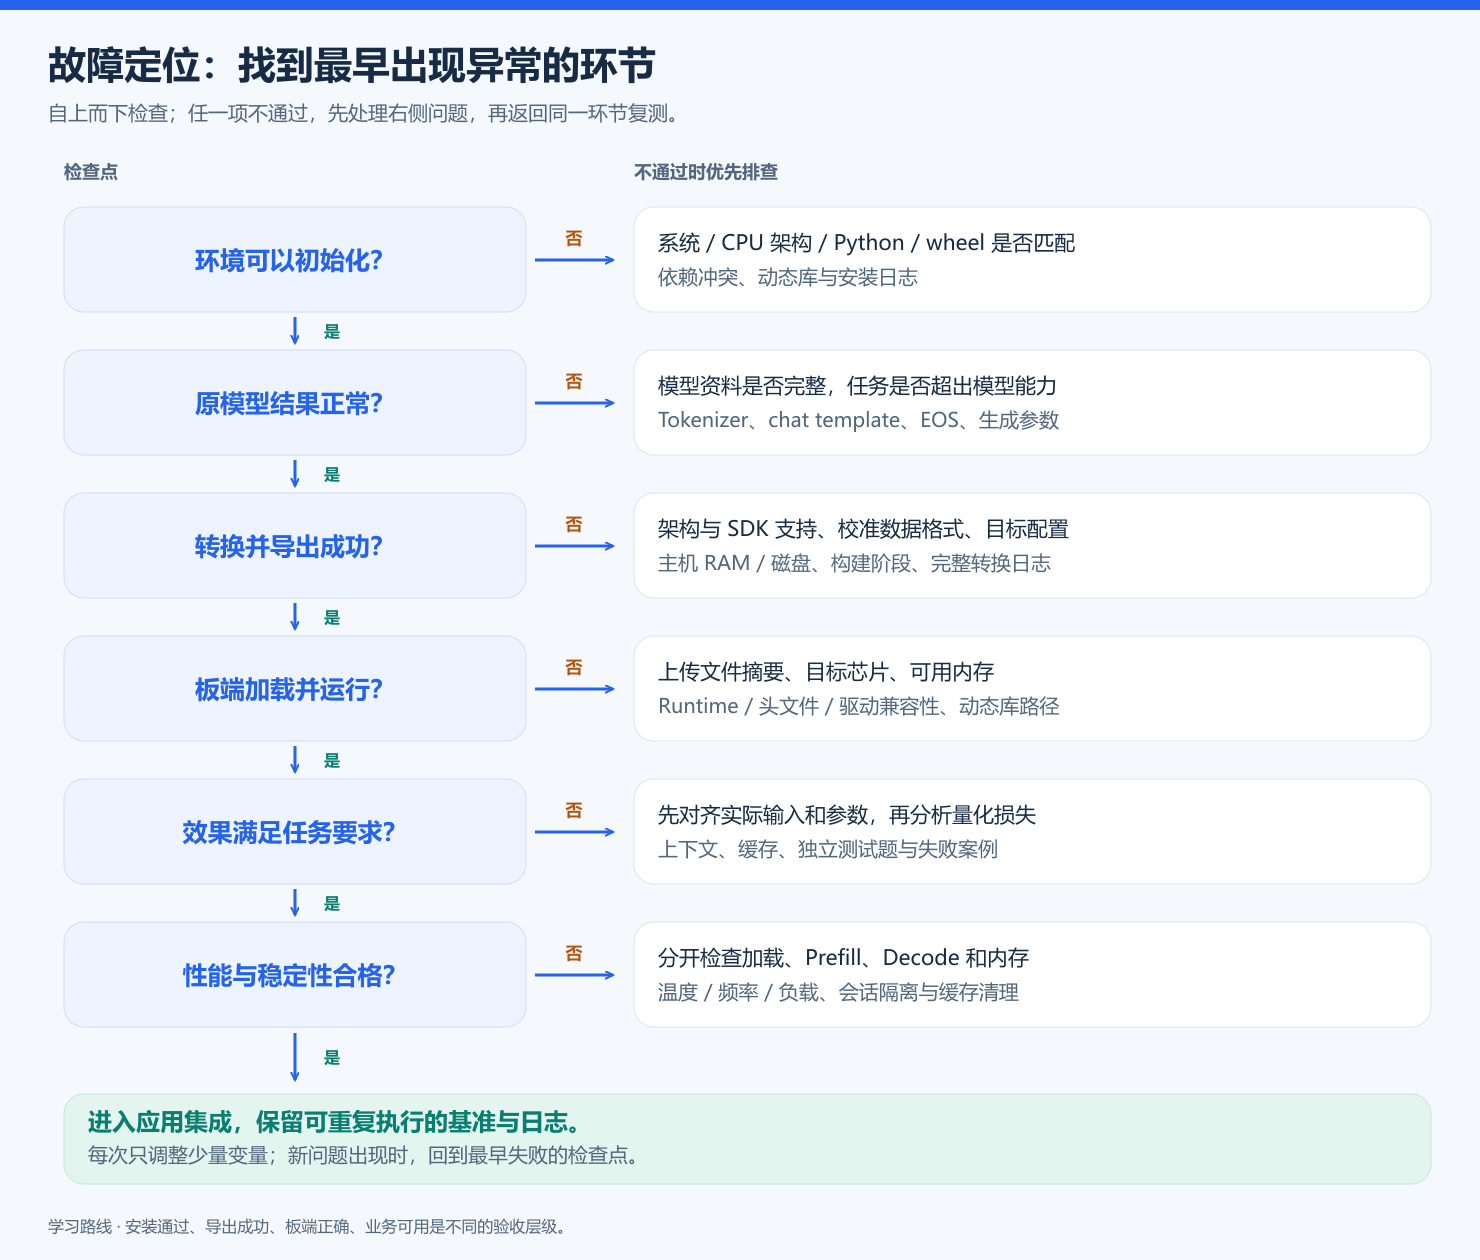 故障定位：找到最早出现异常的环节
自上而下检查；任一项不通过，先处理右侧问题，再返回同一环节复测。
检查点
不通过时优先排查
环境可以初始化？
否
系统 / CPU 架构 / Python / wheel 是否匹配
依赖冲突、动态库与安装日志
是
原模型结果正常？
否
模型资料是否完整，任务是否超出模型能力
Tokenizer、chat template、EOS、生成参数
是
转换并导出成功？
否
架构与 SDK 支持、校准数据格式、目标配置
主机 RAM / 磁盘、构建阶段、完整转换日志
是
板端加载并运行？
否
上传文件摘要、目标芯片、可用内存
Runtime / 头文件 / 驱动兼容性、动态库路径
是
效果满足任务要求？
否
先对齐实际输入和参数，再分析量化损失
上下文、缓存、独立测试题与失败案例
是
性能与稳定性合格？
否
分开检查加载、Prefill、Decode 和内存
温度 / 频率 / 负载、会话隔离与缓存清理
是
进入应用集成，保留可重复执行的基准与日志。
每次只调整少量变量；新问题出现时，回到最早失败的检查点。
学习路线 · 安装通过、导出成功、板端正确、业务可用是不同的验收层级。